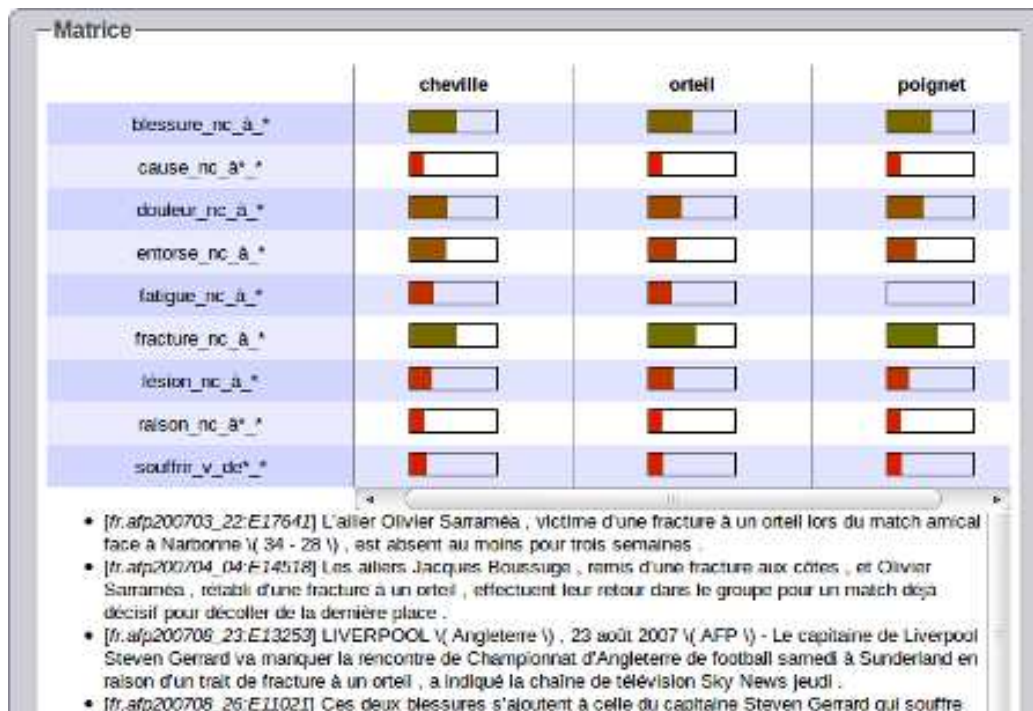 Matrice
cheville orteil poignet
blessure_nc_à_*
cause_nc_à*_*
douleur_nc_à_*
entorse_nc_à_*
fatigue_nc_à_*
fracture_nc_à_*
lésion_nc_à_*
raison_nc_à*_*
souffrir_v_de*_*
• [fr.afp200703_22:E17641] L'ailier Olivier Sarraméa , victime d'une fracture à un orteil lors du match amical
face à Narbonne \( 34 - 28 \) , est absent au moins pour trois semaines .
• [fr.afp200704_04:E14518] Les ailiers Jacques Boussuge , remis d'une fracture aux côtes , et Olivier
Sarraméa , rétabli d'une fracture à un orteil , effectuent leur retour dans le groupe pour un match déjà
décisif pour décoller de la dernière place .
• [fr.afp200708_23:E13253] LIVERPOOL \( Angleterre \) , 23 août 2007 \( AFP \) - Le capitaine de Liverpool
Steven Gerrard va manquer la rencontre de Championnat d'Angleterre de football samedi à Sunderland en
raison d'un trait de fracture à un orteil , a indiqué la chaîne de télévision Sky News jeudi .
• [fr.afp200708_26:E11021] Ces deux blessures s'ajoutent à celle du capitaine Steven Gerrard qui souffre